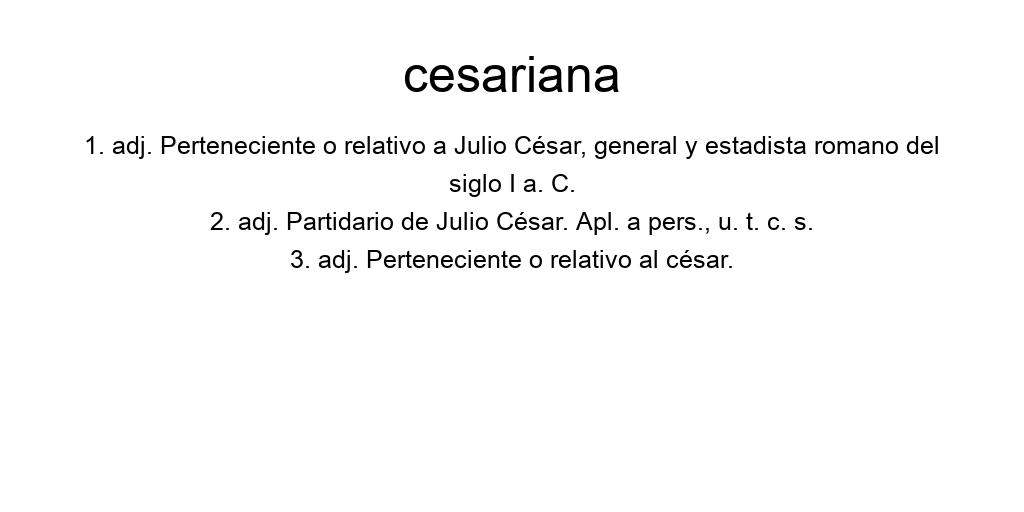 cesariana
1. adj. Perteneciente o relativo a Julio César, general y estadista romano del
siglo I a. C.
2. adj. Partidario de Julio César. Apl. a pers., u. t. c. s.
3. adj. Perteneciente o relativo al césar.